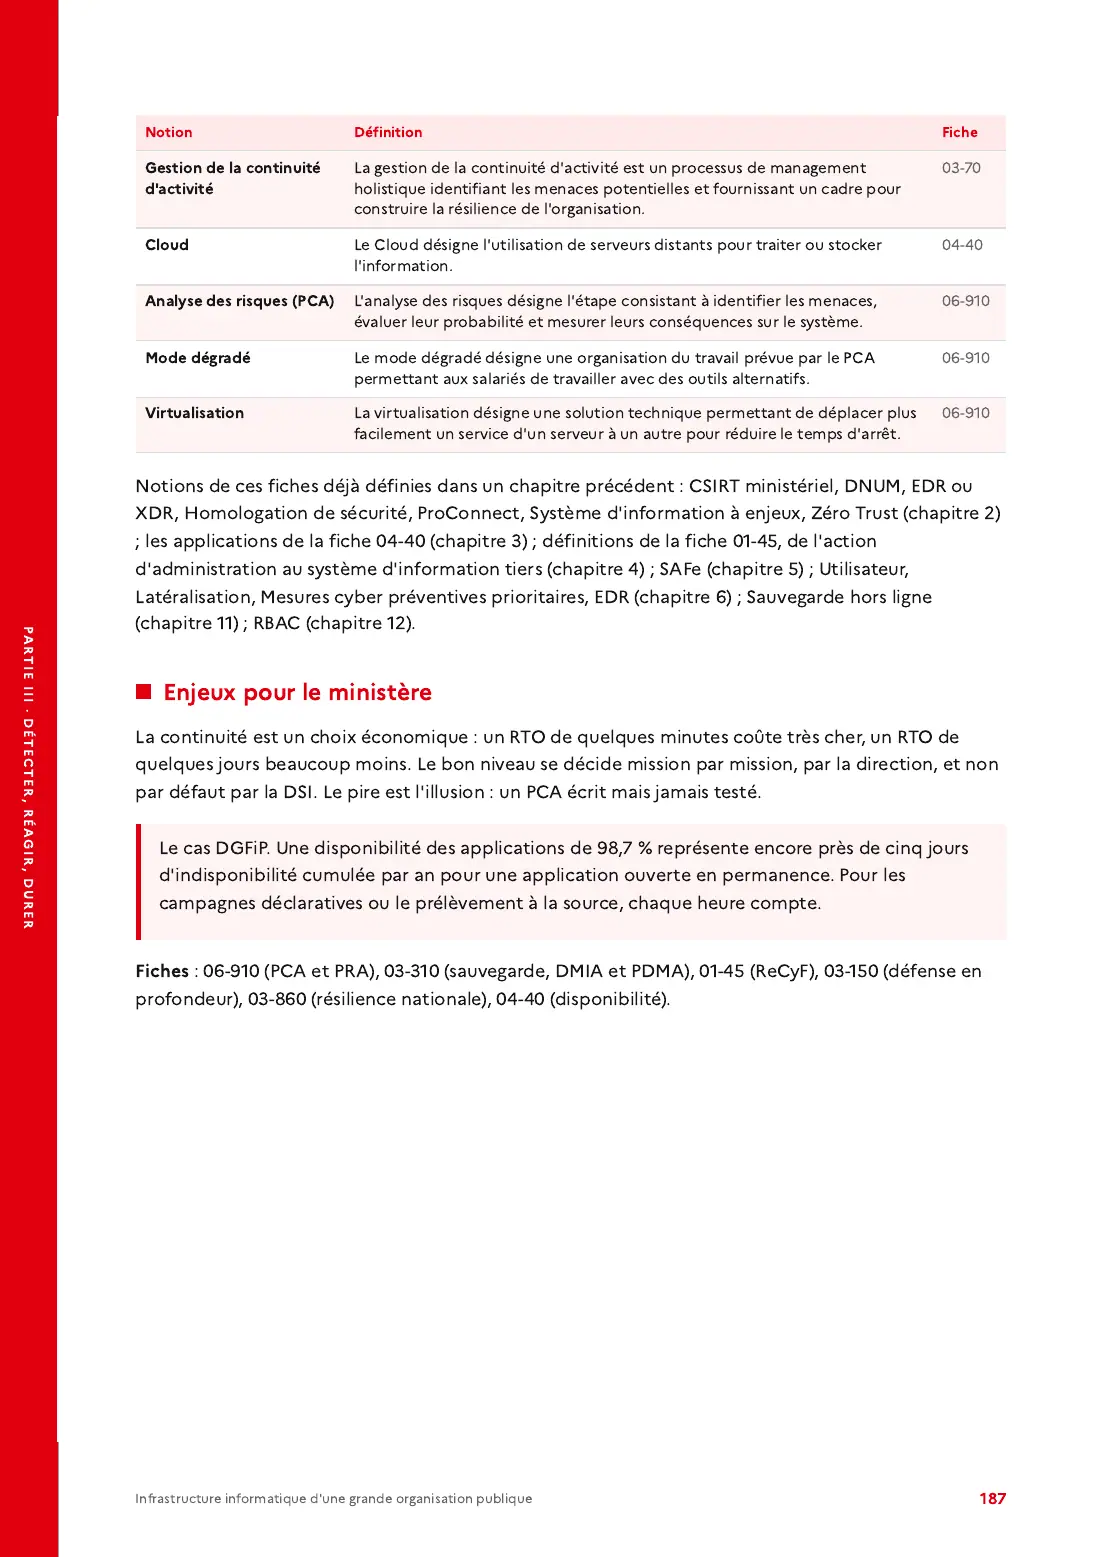 Notion Définition Fiche
Gestion de la continuité La gestion de la continuité d'activité est un processus de management 03-70
d'activité holistique identifiant les menaces potentielles et fournissant un cadre pour
construire la résilience de l'organisation.
Cloud Le Cloud désigne l'utilisation de serveurs distants pour traiter ou stocker 04-40
l'information.
Analyse des risques (PCA) L'analyse des risques désigne l'étape consistant à identifier les menaces, 06-910
évaluer leur probabilité et mesurer leurs conséquences sur le système.
Mode dégradé Le mode dégradé désigne une organisation du travail prévue par le PCA 06-910
permettant aux salariés de travailler avec des outils alternatifs.
Virtualisation La virtualisation désigne une solution technique permettant de déplacer plus 06-910
facilement un service d'un serveur à un autre pour réduire le temps d'arrêt.
Notions de ces fiches déjà définies dans un chapitre précédent : CSIRT ministériel, DNUM, EDR ou
XDR, Homologation de sécurité, ProConnect, Système d'information à enjeux, Zéro Trust (chapitre 2)
; les applications de la fiche 04-40 (chapitre 3) ; définitions de la fiche 01-45, de l'action
d'administration au système d'information tiers (chapitre 4) ; SAFe (chapitre 5) ; Utilisateur,
Latéralisation, Mesures cyber préventives prioritaires, EDR (chapitre 6) ; Sauvegarde hors ligne
(chapitre 11) ; RBAC (chapitre 12).
Enjeux pour le ministère
La continuité est un choix économique : un RTO de quelques minutes coûte très cher, un RTO de
quelques jours beaucoup moins. Le bon niveau se décide mission par mission, par la direction, et non
par défaut par la DSI. Le pire est l'illusion : un PCA écrit mais jamais testé.
Le cas DGFiP. Une disponibilité des applications de 98,7 % représente encore près de cinq jours
d'indisponibilité cumulée par an pour une application ouverte en permanence. Pour les
campagnes déclaratives ou le prélèvement à la source, chaque heure compte.
Fiches : 06-910 (PCA et PRA), 03-310 (sauvegarde, DMIA et PDMA), 01-45 (ReCyF), 03-150 (défense en
profondeur), 03-860 (résilience nationale), 04-40 (disponibilité).
PARTIE III · DÉTECTER, RÉAGIR, DURER
Infrastructure informatique d'une grande organisation publique 187